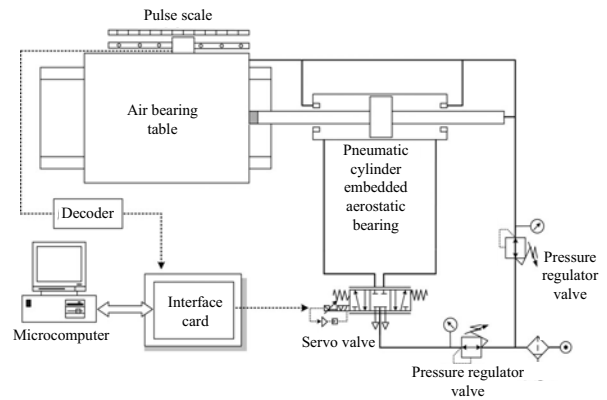 Pulse scale
Air bearing
table
Pneumatic
cylinder
embedded
aerostatic
bearing
Decoder
Pressure
regulator
valve
Interface
card
Microcomputer
Servo valve
Pressure regulator
valve